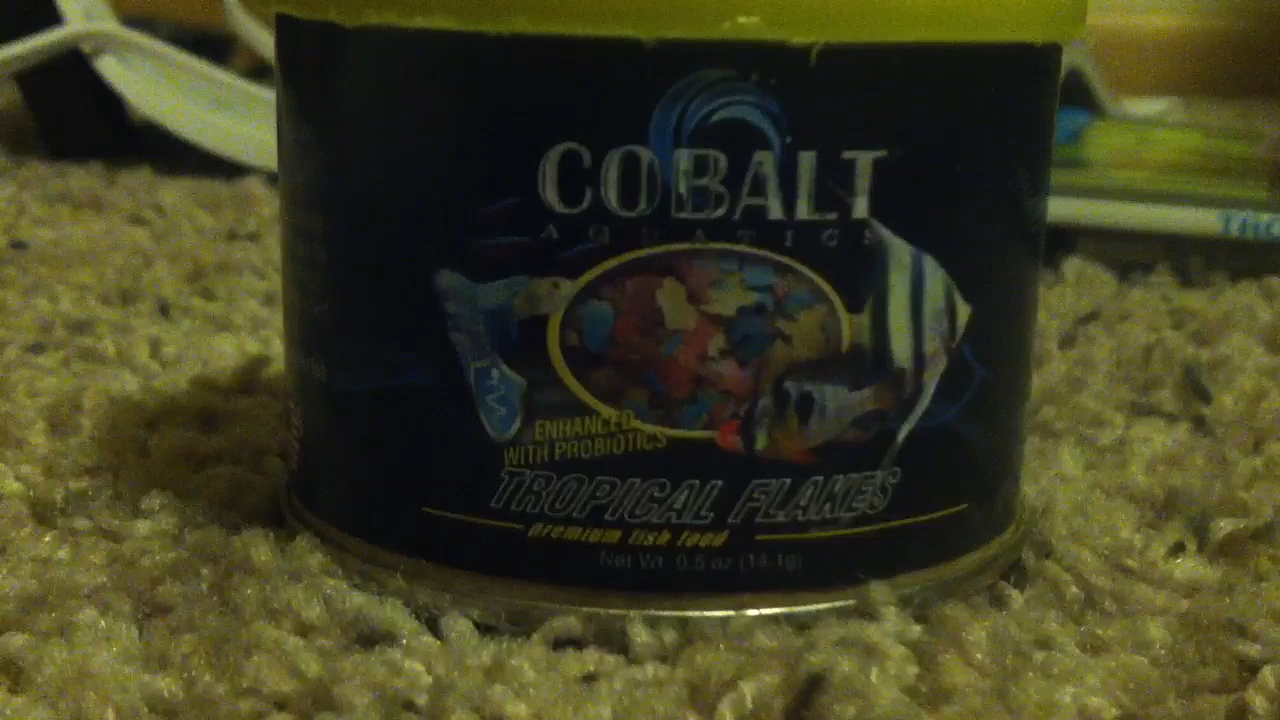 COBALT
AQUATICS
ENHANCED
WITH PROBIOTICS
TROPICAL FLAKES
premium fish food
Net Wt. 0.5 oz (14.1g)